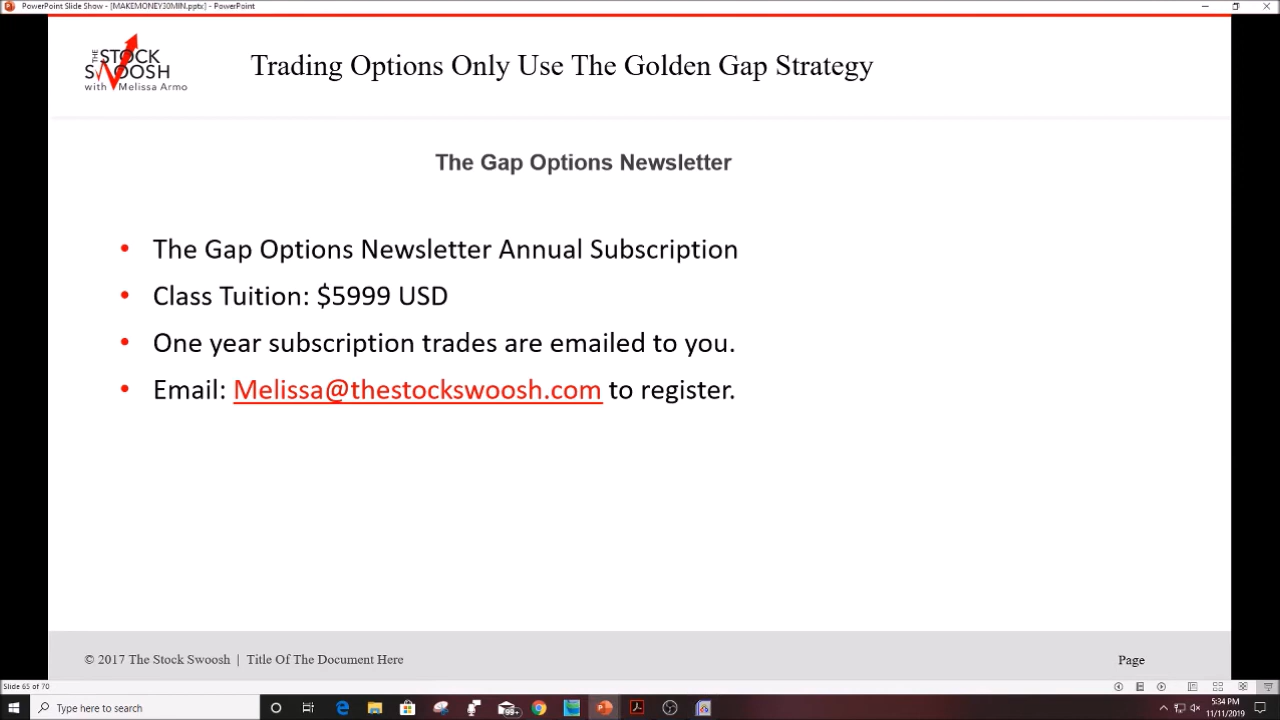 PowerPoint Slide Show - [MAKEMONEY30MIN.pptx] - PowerPoint
THE STOCK SWOOSH
with Melissa Armo
Trading Options Only Use The Golden Gap Strategy
The Gap Options Newsletter
• The Gap Options Newsletter Annual Subscription
• Class Tuition: $5999 USD
• One year subscription trades are emailed to you.
• Email: Melissa@thestockswoosh.com to register.
© 2017 The Stock Swoosh | Title Of The Document Here
Page
Slide 65 of 70
Type here to search
99+
5:34 PM
11/11/2019